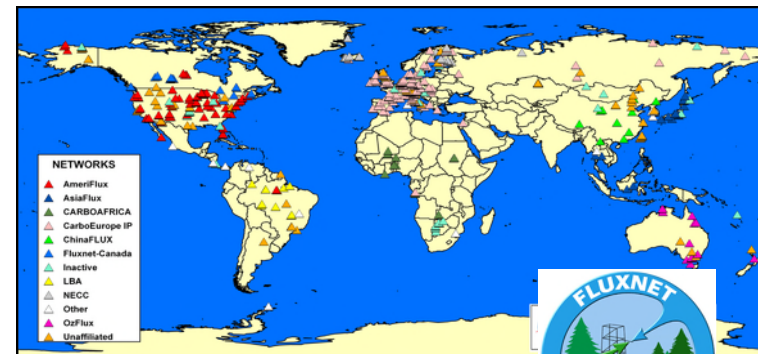 NETWORKS
AmeriFlux
AsiaFlux
CARBOAFRICA
CarboEurope IP
ChinaFLUX
Fluxnet-Canada
Inactive
LBA
NECC
Other
OzFlux
Unaffiliated
FLUXNET